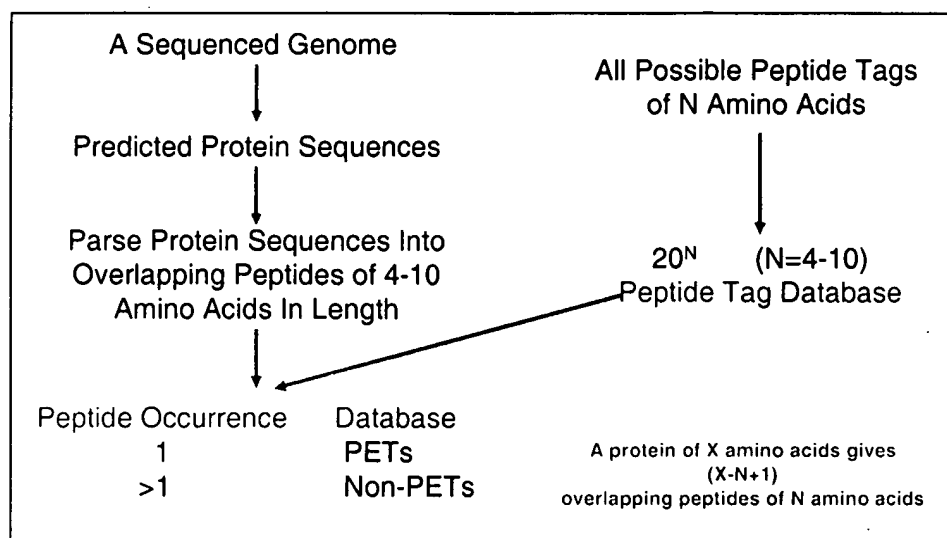 A Sequenced Genome
Predicted Protein Sequences
Parse Protein Sequences Into
Overlapping Peptides of 4-10
Amino Acids In Length
All Possible Peptide Tags
of N Amino Acids
20ᴺ (N=4-10)
Peptide Tag Database
Peptide Occurrence Database
1 PETs
>1 Non-PETs
A protein of X amino acids gives
(X-N+1)
overlapping peptides of N amino acids